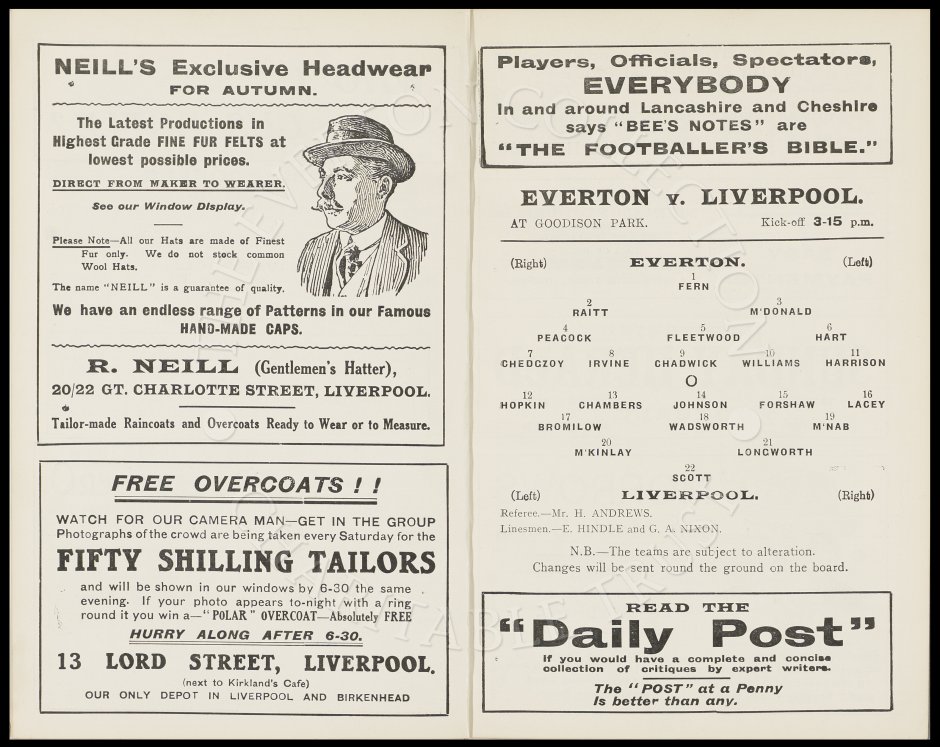 NEILL'S Exclusive Headwear
FOR AUTUMN.
The Latest Productions in
Highest Grade FINE FUR FELTS at
lowest possible prices.
DIRECT FROM MAKER TO WEARER.
See our Window Display.
Please Note—All our Hats are made of Finest
Fur only. We do not stock common
Wool Hats.
The name "NEILL" is a guarantee of quality.
We have an endless range of Patterns in our Famous
HAND-MADE CAPS.
R. NEILL (Gentlemen's Hatter),
20/22 GT. CHARLOTTE STREET, LIVERPOOL.
Tailor-made Raincoats and Overcoats Ready to Wear or to Measure.
FREE OVERCOATS ! !
WATCH FOR OUR CAMERA MAN—GET IN THE GROUP
Photographs of the crowd are being taken every Saturday for the
FIFTY SHILLING TAILORS
and will be shown in our windows by 6-30 the same
evening. If your photo appears to-night with a ring
round it you win a—"POLAR" OVERCOAT—Absolutely FREE
HURRY ALONG AFTER 6-30.
13 LORD STREET, LIVERPOOL.
(next to Kirkland's Cafe)
OUR ONLY DEPOT IN LIVERPOOL AND BIRKENHEAD
Players, Officials, Spectators,
EVERYBODY
In and around Lancashire and Cheshire
says "BEE'S NOTES" are
"THE FOOTBALLER'S BIBLE."
EVERTON v. LIVERPOOL.
AT GOODISON PARK. Kick-off 3-15 p.m.
(Right) EVERTON. (Left)
1
FERN
2 3
RAITT M'DONALD
4 5 6
PEACOCK FLEETWOOD HART
7 8 9 10 11
CHEDGZOY IRVINE CHADWICK WILLIAMS HARRISON
O
12 13 14 15 16
HOPKIN CHAMBERS JOHNSON FORSHAW LACEY
17 18 19
BROMILOW WADSWORTH M'NAB
20 21
M'KINLAY LONGWORTH
22
SCOTT
(Left) LIVERPOOL. (Right)
Referee.—Mr. H. ANDREWS.
Linesmen.—E. HINDLE and G. A. NIXON.
N.B.—The teams are subject to alteration.
Changes will be sent round the ground on the board.
READ THE
"Daily Post"
If you would have a complete and concise
collection of critiques by expert writers.
The "POST" at a Penny
Is better than any.
THE EVERTON COLLECTION
CHARITABLE TRUST